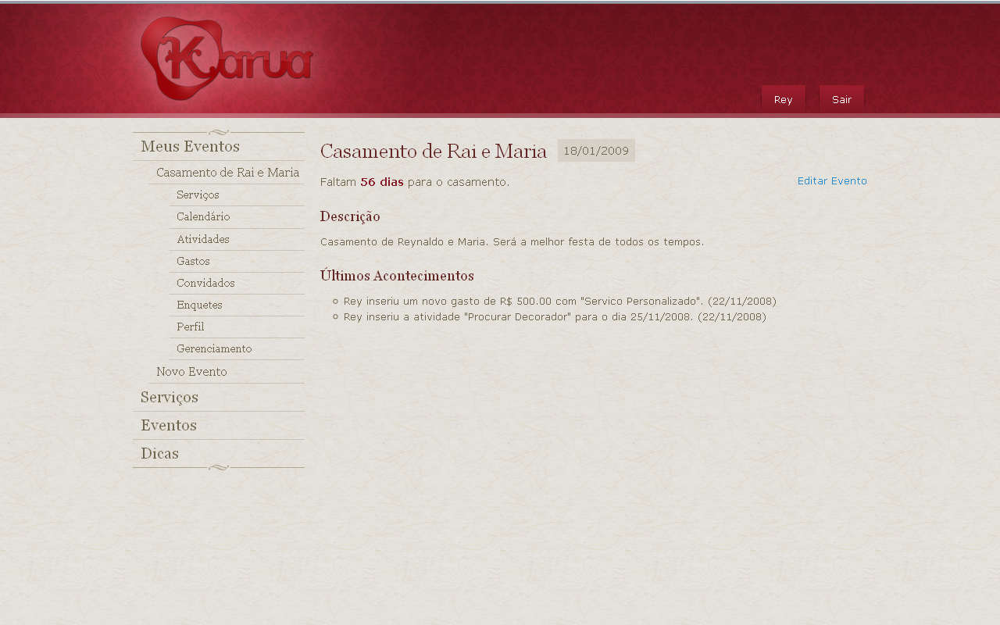 Karua
Rey
Sair
Meus Eventos
Casamento de Rai e Maria
Serviços
Calendário
Atividades
Gastos
Convidados
Enquetes
Perfil
Gerenciamento
Novo Evento
Serviços
Eventos
Dicas
Casamento de Rai e Maria 18/01/2009
Faltam 56 dias para o casamento.
Editar Evento
Descrição
Casamento de Reynaldo e Maria. Será a melhor festa de todos os tempos.
Últimos Acontecimentos
Rey inseriu um novo gasto de R$ 500.00 com "Servico Personalizado". (22/11/2008)
Rey inseriu a atividade "Procurar Decorador" para o dia 25/11/2008. (22/11/2008)